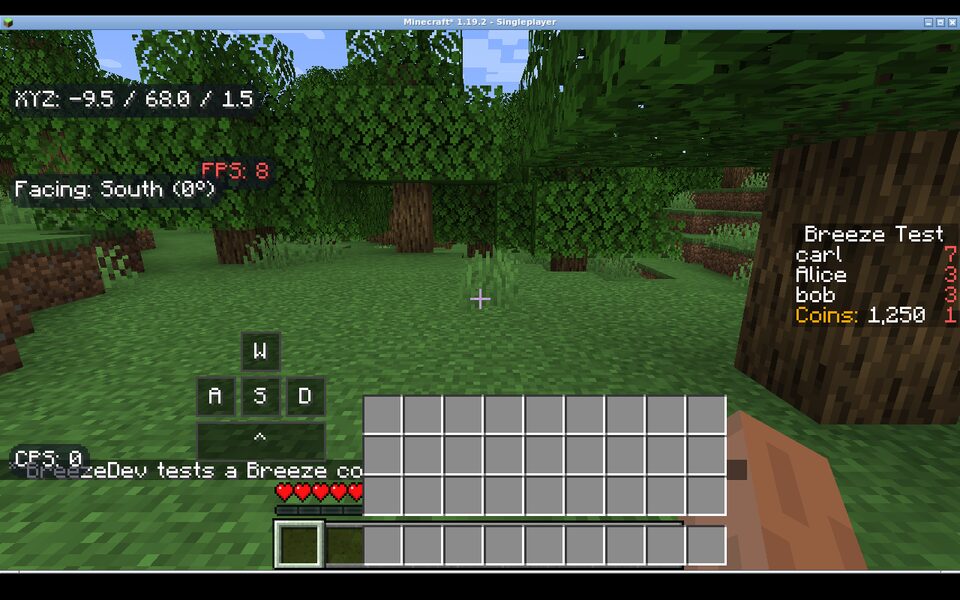 Minecraft* 1.19.2 - Singleplayer
XYZ: -9.5 / 68.0 / 1.5
FPS: 8
Facing: South (0°)
Breeze Test
carl 7
Alice 3
bob 3
Coins: 1,250 1
W
A S D
^
CPS: 0
BreezeDev tests a Breeze co